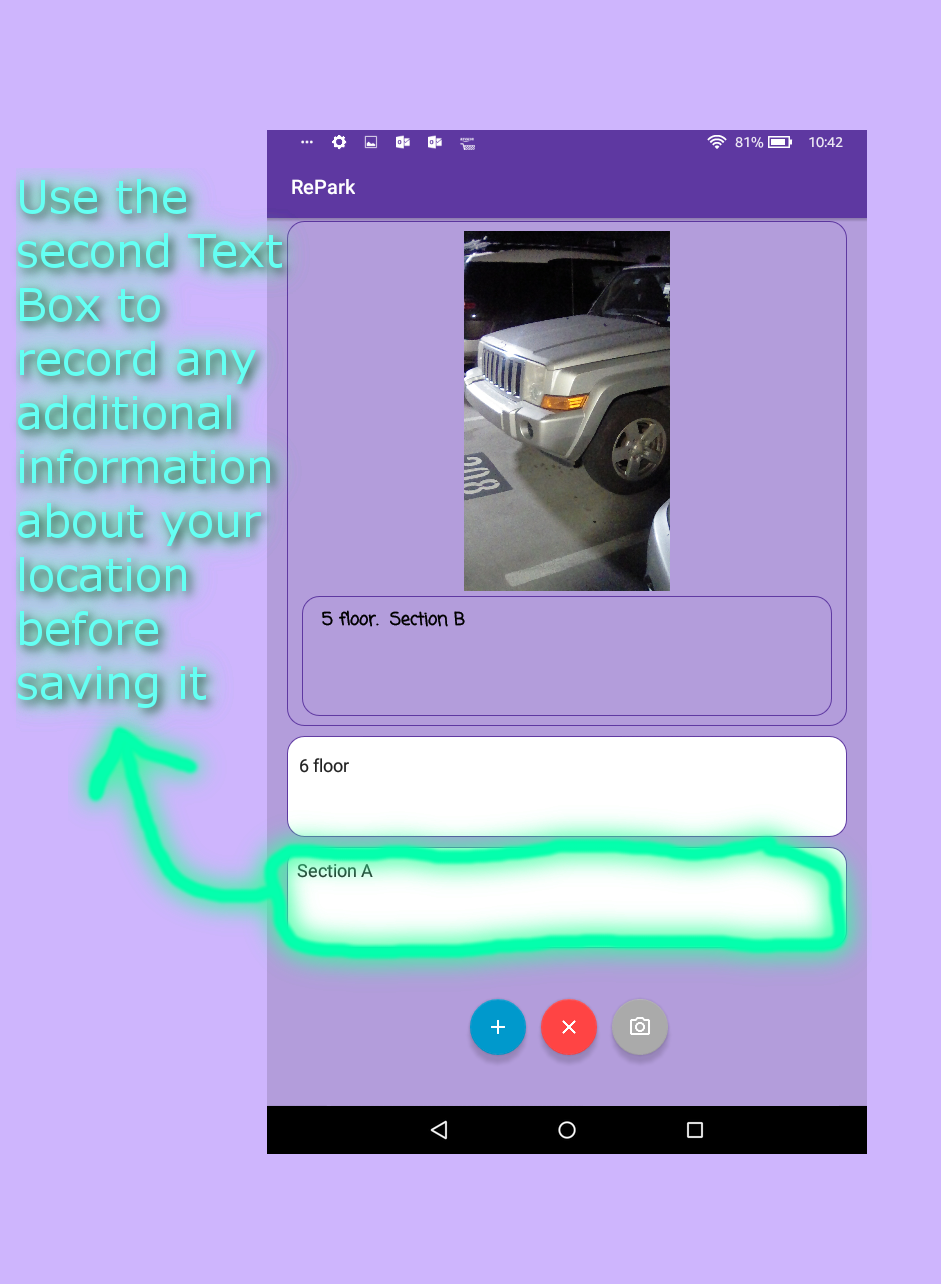 81% 10:42
RePark
Use the
second Text
Box to
record any
additional
information
about your
location
before
saving it
208
5 floor. Section B
6 floor
Section A